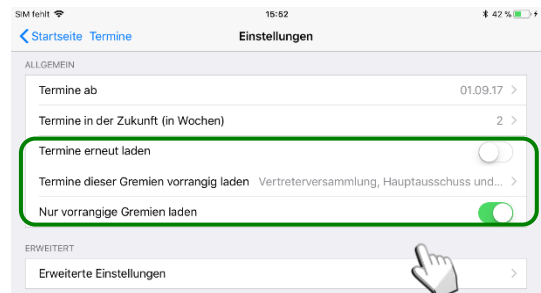 SIM fehlt 15:52 42 %
Startseite Termine Einstellungen
ALLGEMEIN
Termine ab 01.09.17
Termine in der Zukunft (in Wochen) 2
Termine erneut laden
Termine dieser Gremien vorrangig laden Vertreterversammlung, Hauptausschuss und...
Nur vorrangige Gremien laden
ERWEITERT
Erweiterte Einstellungen